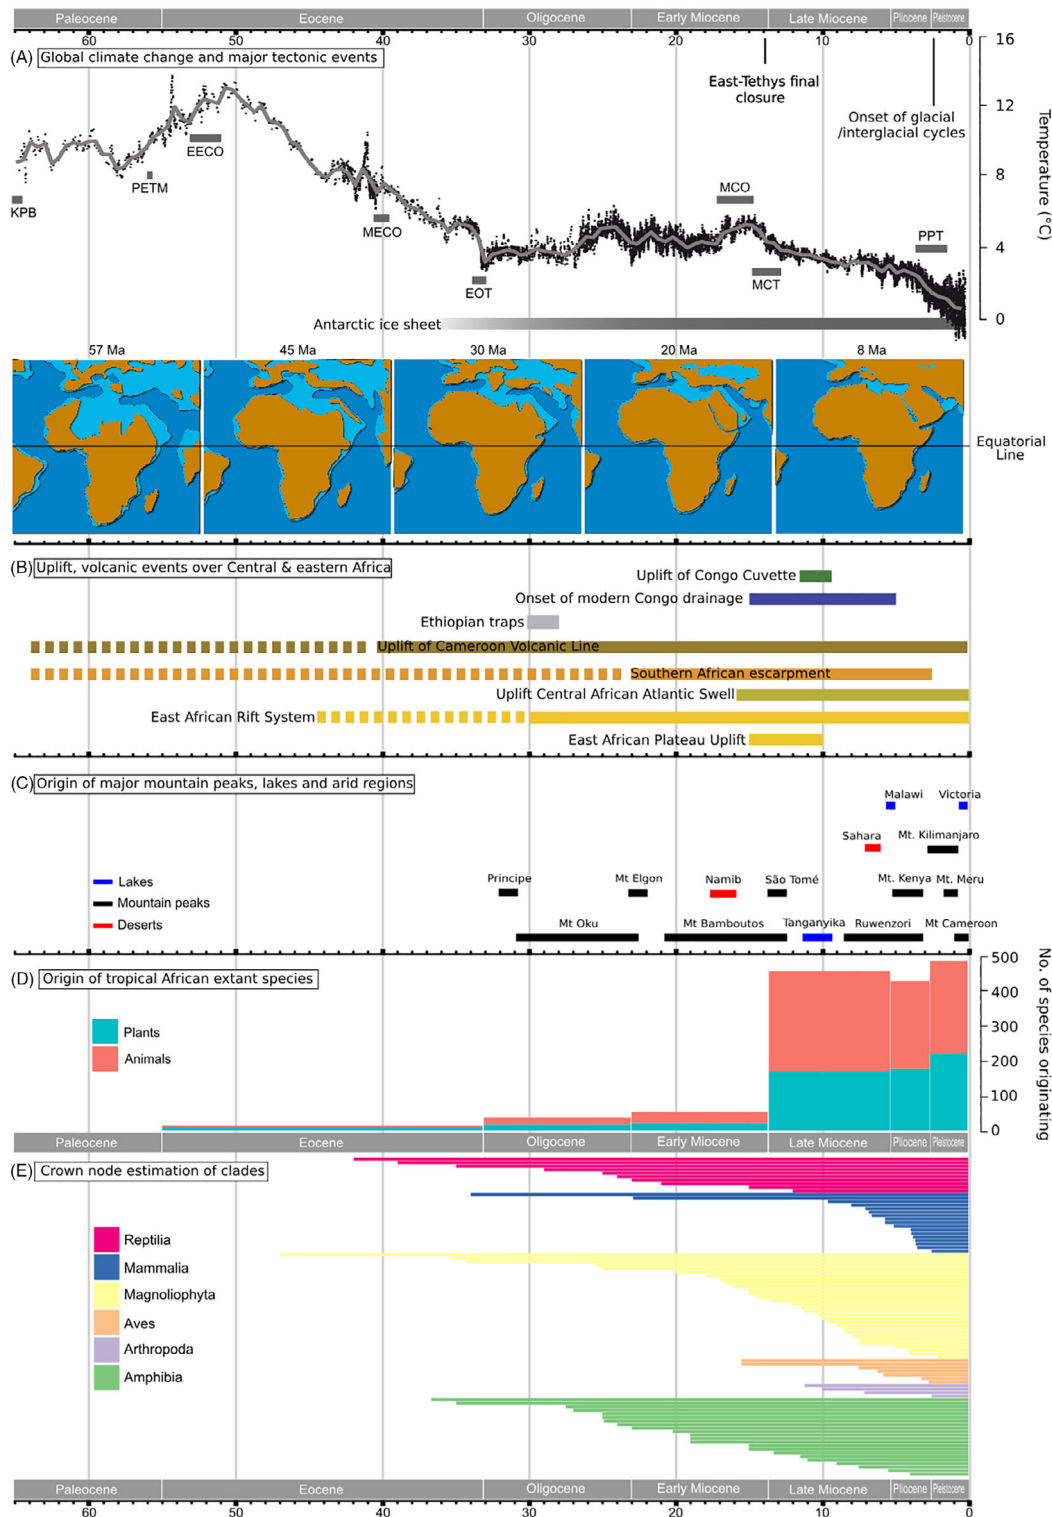 Paleocene Eocene Oligocene Early Miocene Late Miocene Pliocene Pleistocene
60 50 40 30 20 10 0
(A) Global climate change and major tectonic events
16
12
8
4
0
Temperature (°C)
East-Tethys final
closure
Onset of glacial
/interglacial cycles
EECO
PETM
KPB
MECO
EOT
MCO
MCT
PPT
Antarctic ice sheet
57 Ma 45 Ma 30 Ma 20 Ma 8 Ma
Equatorial
Line
(B) Uplift, volcanic events over Central & eastern Africa
Uplift of Congo Cuvette
Onset of modern Congo drainage
Ethiopian traps
Uplift of Cameroon Volcanic Line
Southern African escarpment
Uplift Central African Atlantic Swell
East African Rift System
East African Plateau Uplift
(C) Origin of major mountain peaks, lakes and arid regions
Malawi Victoria
Sahara Mt. Kilimanjaro
Principe Mt Elgon Namib São Tomé Mt. Kenya Mt. Meru
Mt Oku Mt Bamboutos Tanganyika Ruwenzori Mt Cameroon
Lakes
Mountain peaks
Deserts
(D) Origin of tropical African extant species
Plants
Animals
500
400
300
200
100
0
No. of species originating
Paleocene Eocene Oligocene Early Miocene Late Miocene Pliocene Pleistocene
(E) Crown node estimation of clades
Reptilia
Mammalia
Magnoliophyta
Aves
Arthropoda
Amphibia
Paleocene Eocene Oligocene Early Miocene Late Miocene Pliocene Pleistocene
60 50 40 30 20 10 0